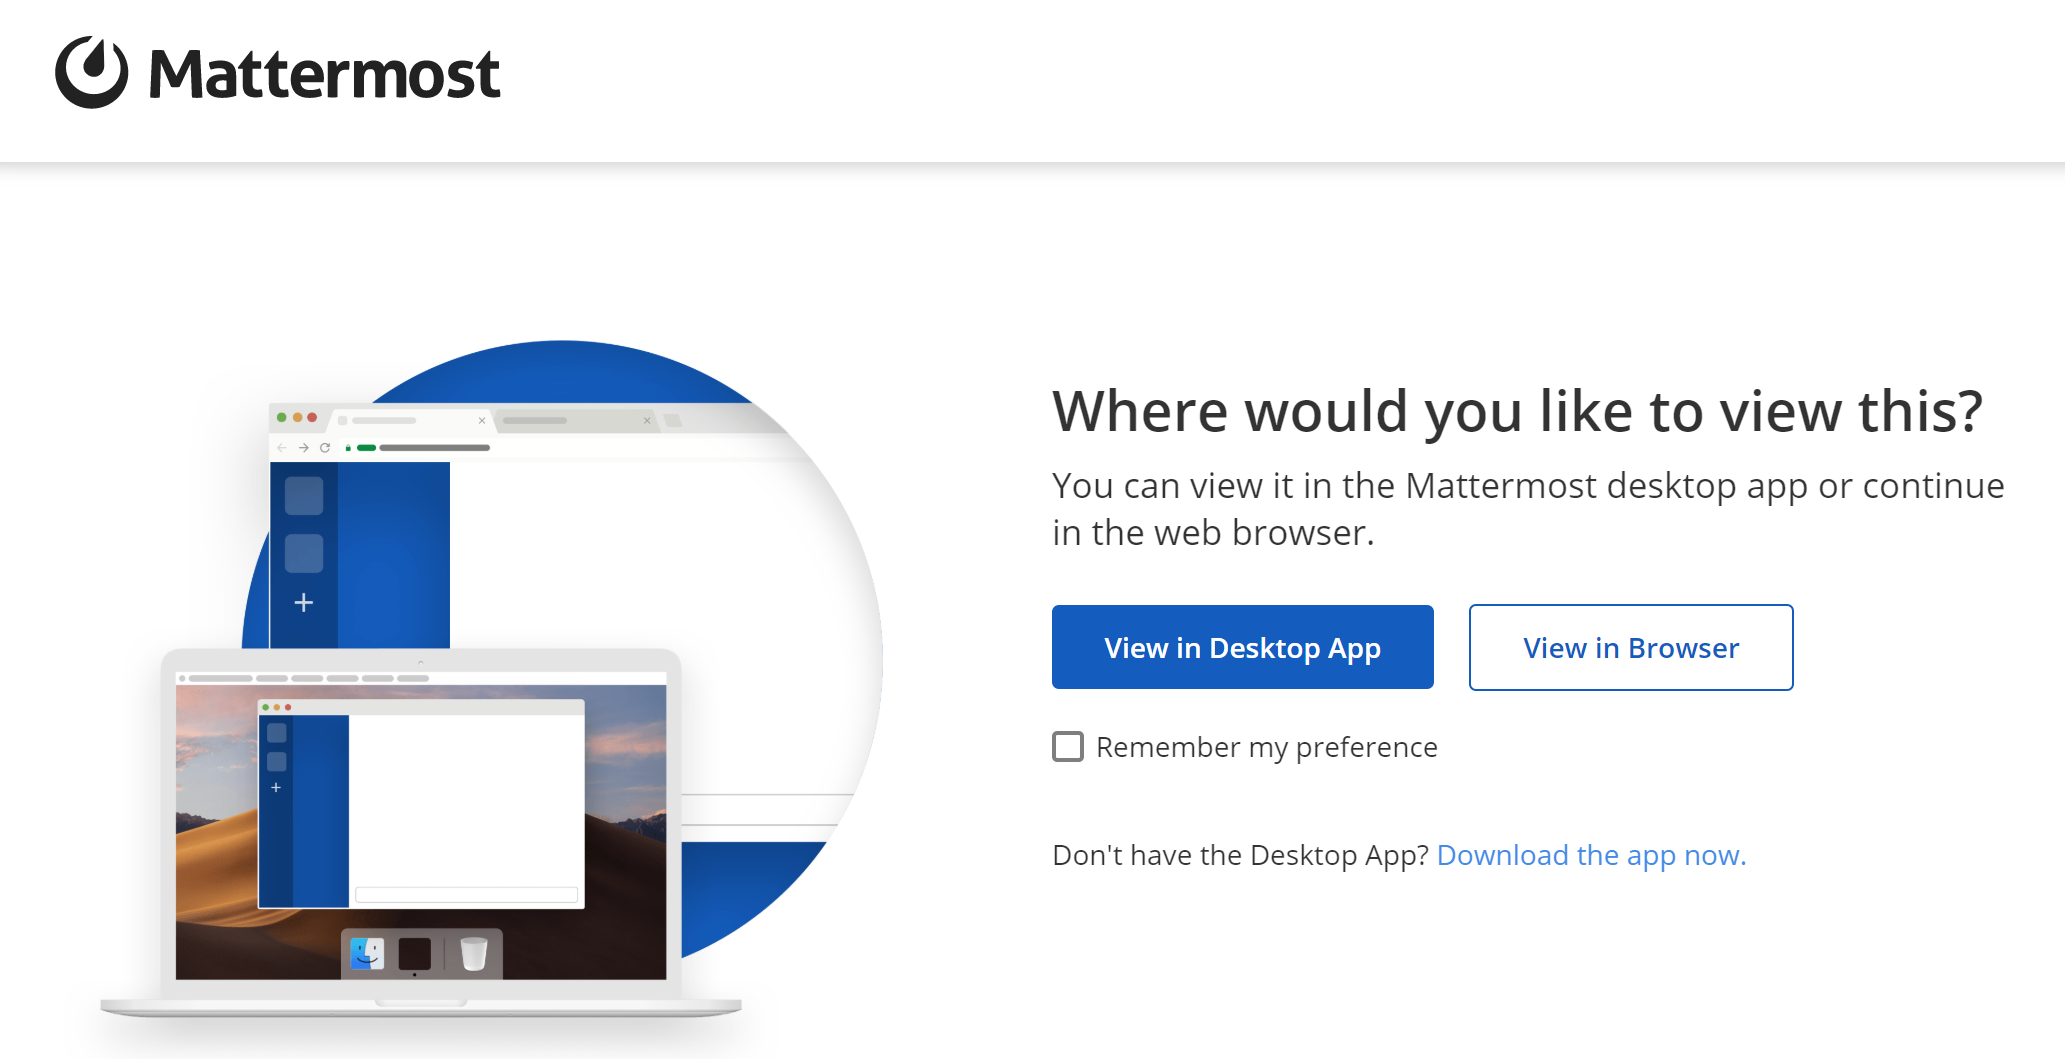 Mattermost
Where would you like to view this?
You can view it in the Mattermost desktop app or continue
in the web browser.
View in Desktop App
View in Browser
Remember my preference
Don't have the Desktop App? Download the app now.